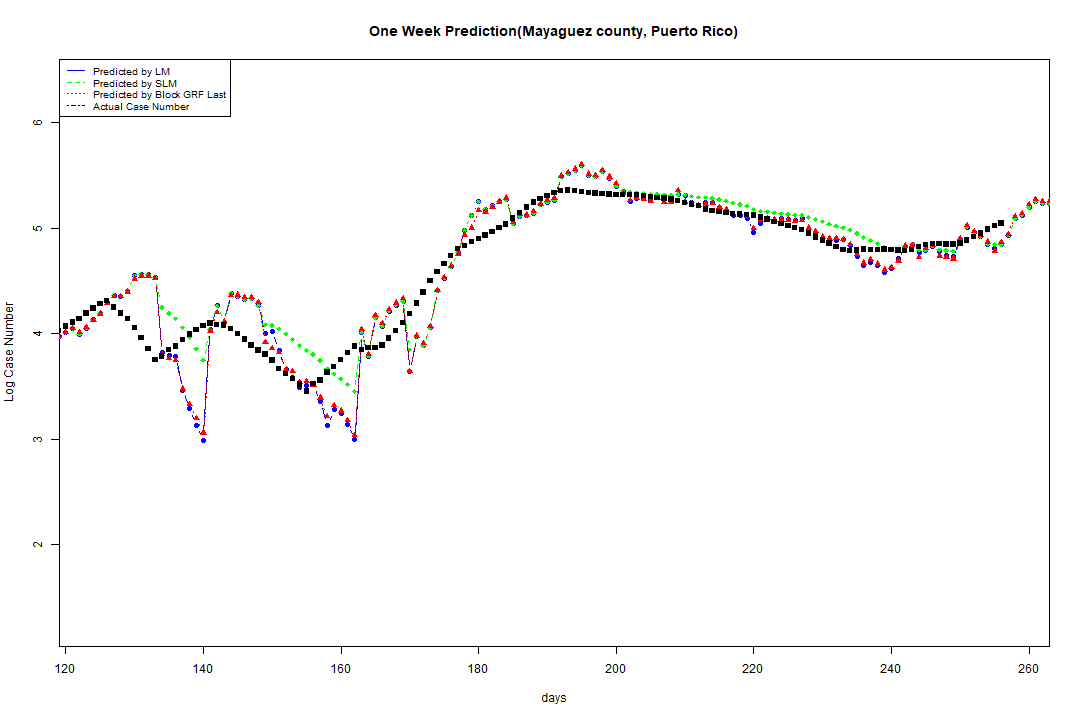 One Week Prediction(Mayaguez county, Puerto Rico)
Predicted by LM
Predicted by SLM
Predicted by Block GRF Last
Actual Case Number
6
5
4
3
2
Log Case Number
120 140 160 180 200 220 240 260
days